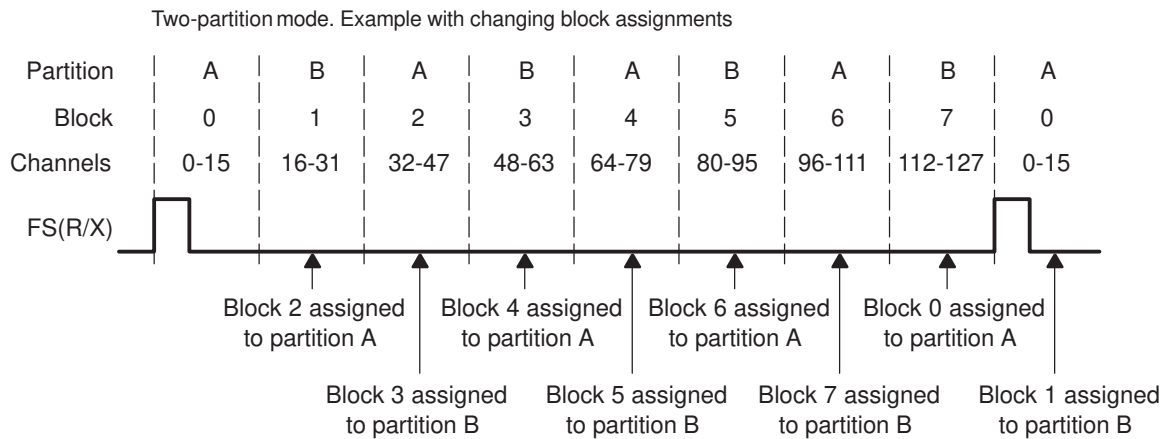 Two-partition mode. Example with changing block assignments
Partition A B A B A B A B A
Block 0 1 2 3 4 5 6 7 0
Channels 0-15 16-31 32-47 48-63 64-79 80-95 96-111 112-127 0-15
FS(R/X)
Block 2 assigned Block 4 assigned Block 6 assigned Block 0 assigned
to partition A to partition A to partition A to partition A
Block 3 assigned Block 5 assigned Block 7 assigned Block 1 assigned
to partition B to partition B to partition B to partition B